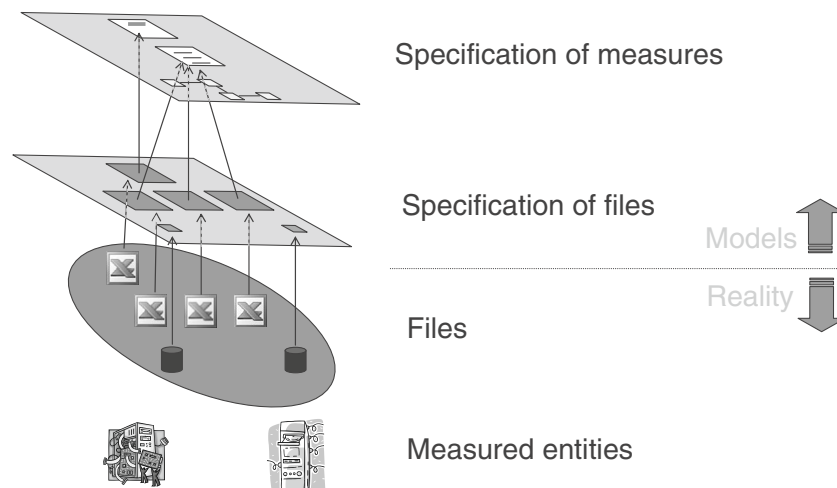 Specification of measures
Specification of files
Models
Reality
Files
Measured entities